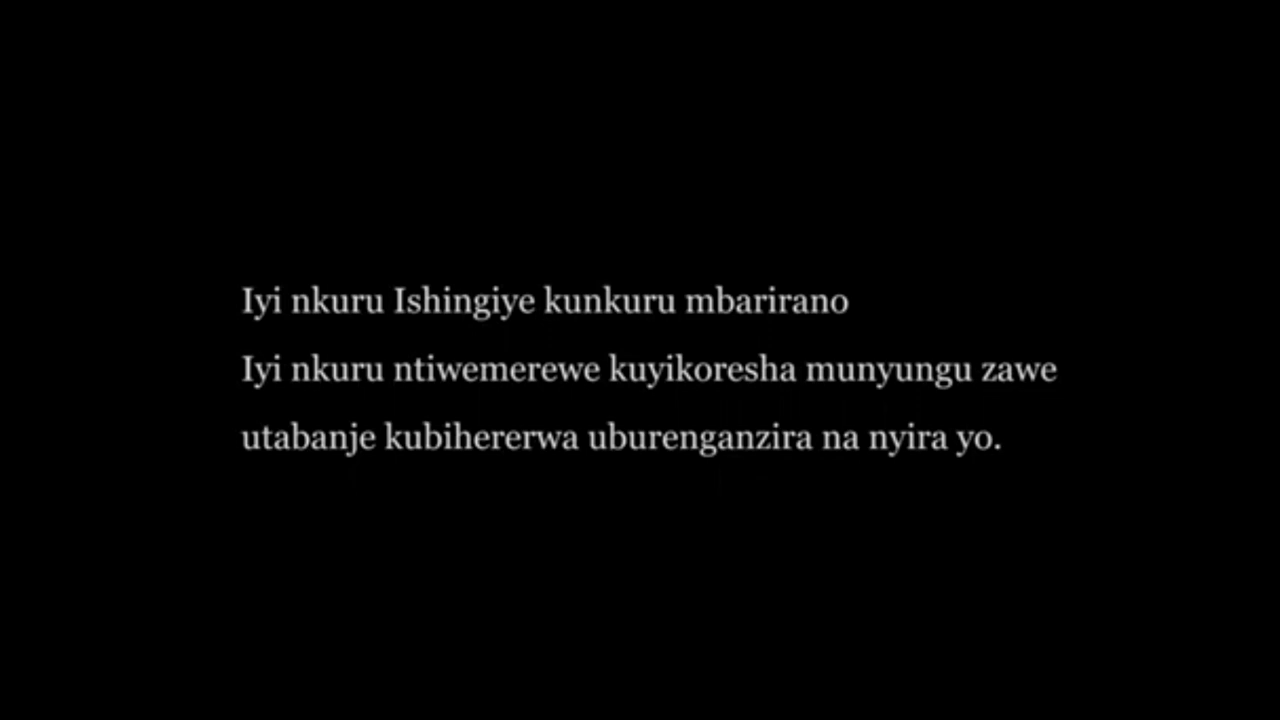 Iyi nkuru Ishingiye kunkuru mbarirano
Iyi nkuru ntiwemerewe kuyikoresha munyungu zawe
utabanje kubihererwa uburenganzira na nyira yo.